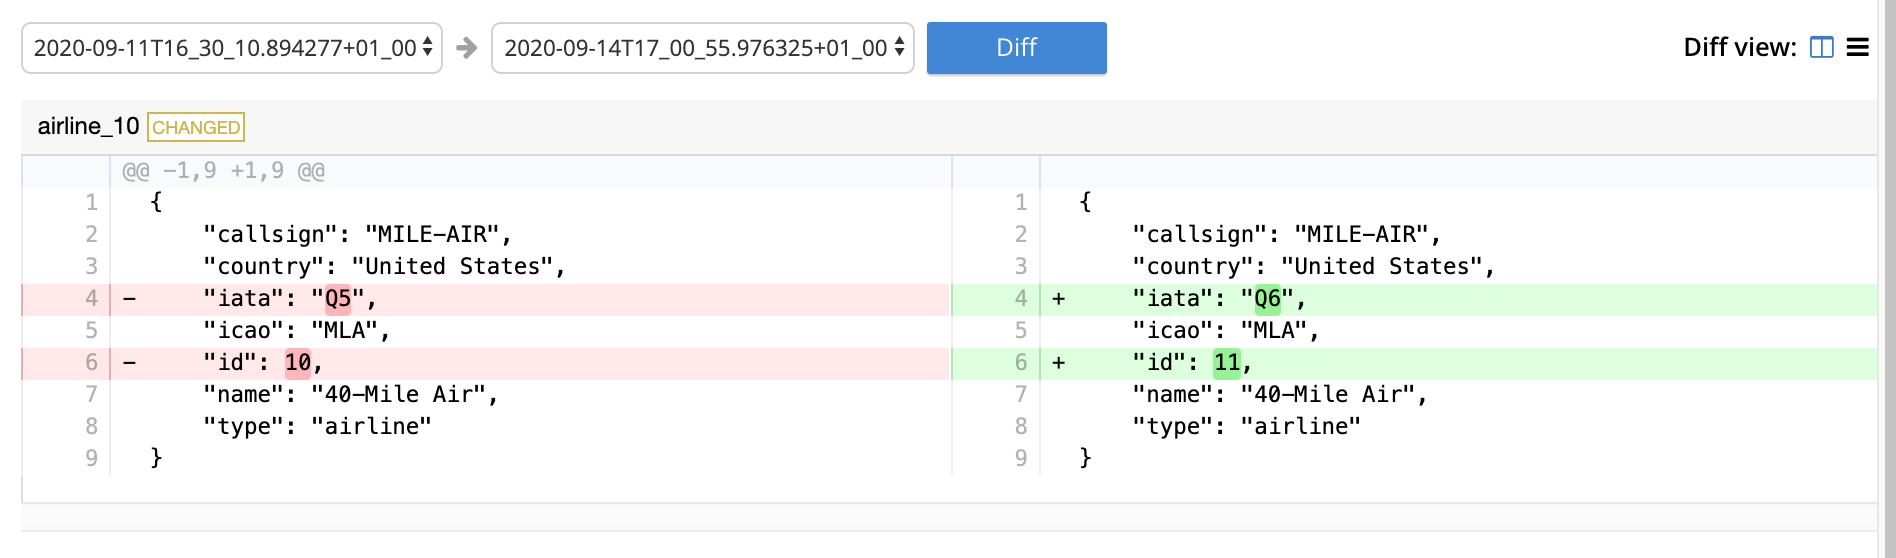 2020-09-11T16_30_10.894277+01_00 2020-09-14T17_00_55.976325+01_00 Diff Diff view:
airline_10 CHANGED
@@ -1,9 +1,9 @@
1 { 1 {
2 "callsign": "MILE-AIR", 2 "callsign": "MILE-AIR",
3 "country": "United States", 3 "country": "United States",
4 - "iata": "Q5", 4 + "iata": "Q6",
5 "icao": "MLA", 5 "icao": "MLA",
6 - "id": 10, 6 + "id": 11,
7 "name": "40-Mile Air", 7 "name": "40-Mile Air",
8 "type": "airline" 8 "type": "airline"
9 } 9 }